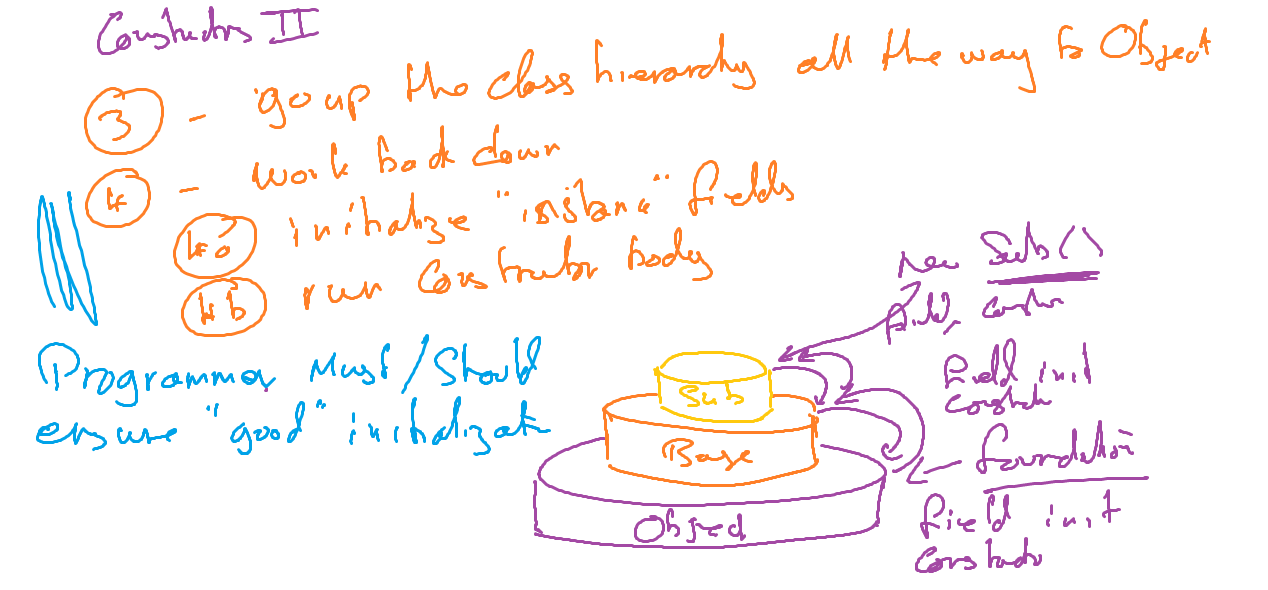 Constructors II
3 - go up the class hierarchy all the way to Object
4 - work back down
4a initialize "instance" fields
4b run constructor body
Programmer Must/Should
ensure "good" initialization
new Sub()
field, constr
Field init
Constructor
foundation
field init
Constructor
Sub
Base
Object